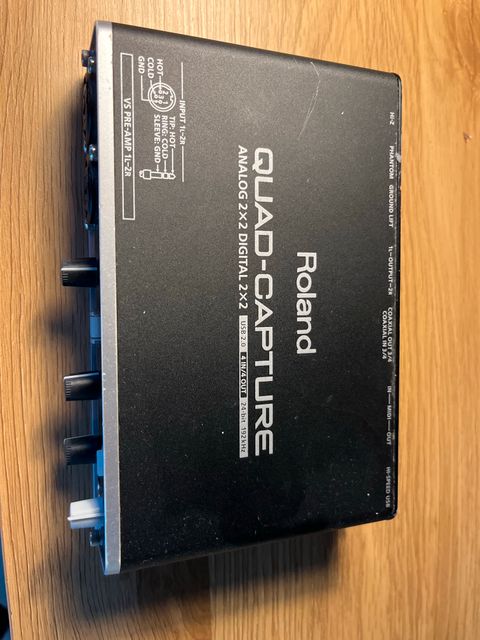 HI-Z
PHANTOM
GROUND LIFT
1L—OUTPUT—2R
COAXIAL OUT 3/4
COAXIAL IN 3/4
IN — MIDI — OUT
HI-SPEED USB
Roland
QUAD-CAPTURE
ANALOG 2×2 DIGITAL 2×2
USB 2.0
4 IN/4 OUT
24-bit 192kHz
INPUT 1L~2R
HOT
COLD
GND
2 1
3
TIP: HOT
RING: COLD
SLEEVE: GND
VS PRE-AMP 1L~2R